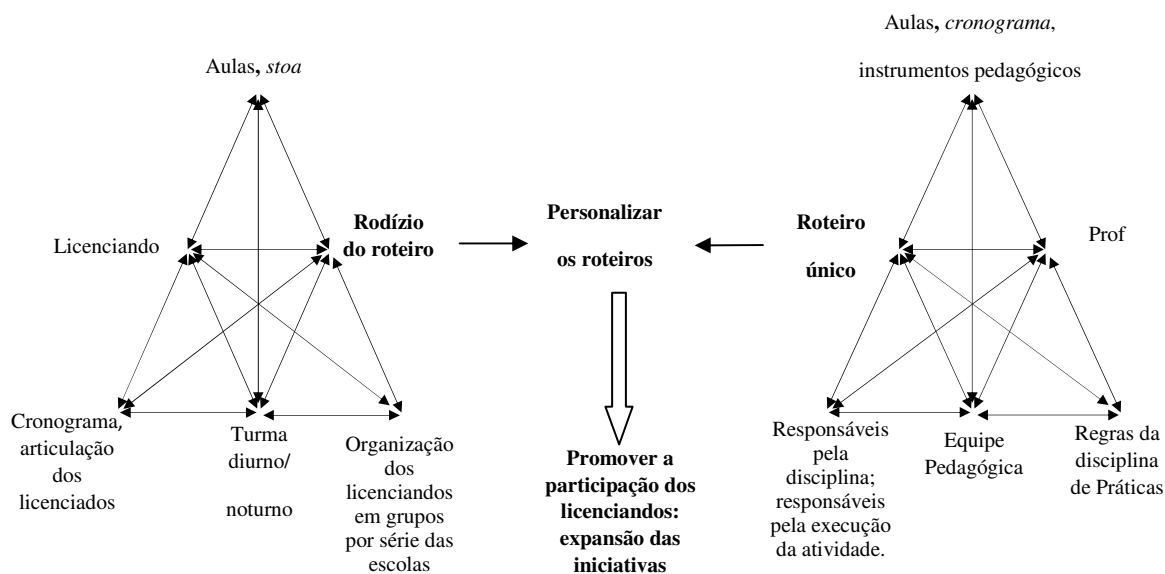 Aulas, cronograma,
instrumentos pedagógicos
Aulas, stoa
Licenciando
Rodízio
do roteiro
Personalizar
os roteiros
Roteiro
único
Prof
Cronograma,
articulação
dos
licenciados
Turma
diurno/
noturno
Organização
dos
licenciandos
em grupos
por série das
escolas
Promover a
participação dos
licenciandos:
expansão das
iniciativas
Responsáveis
pela
disciplina;
responsáveis
pela execução
da atividade.
Equipe
Pedagógica
Regras da
disciplina
de Práticas